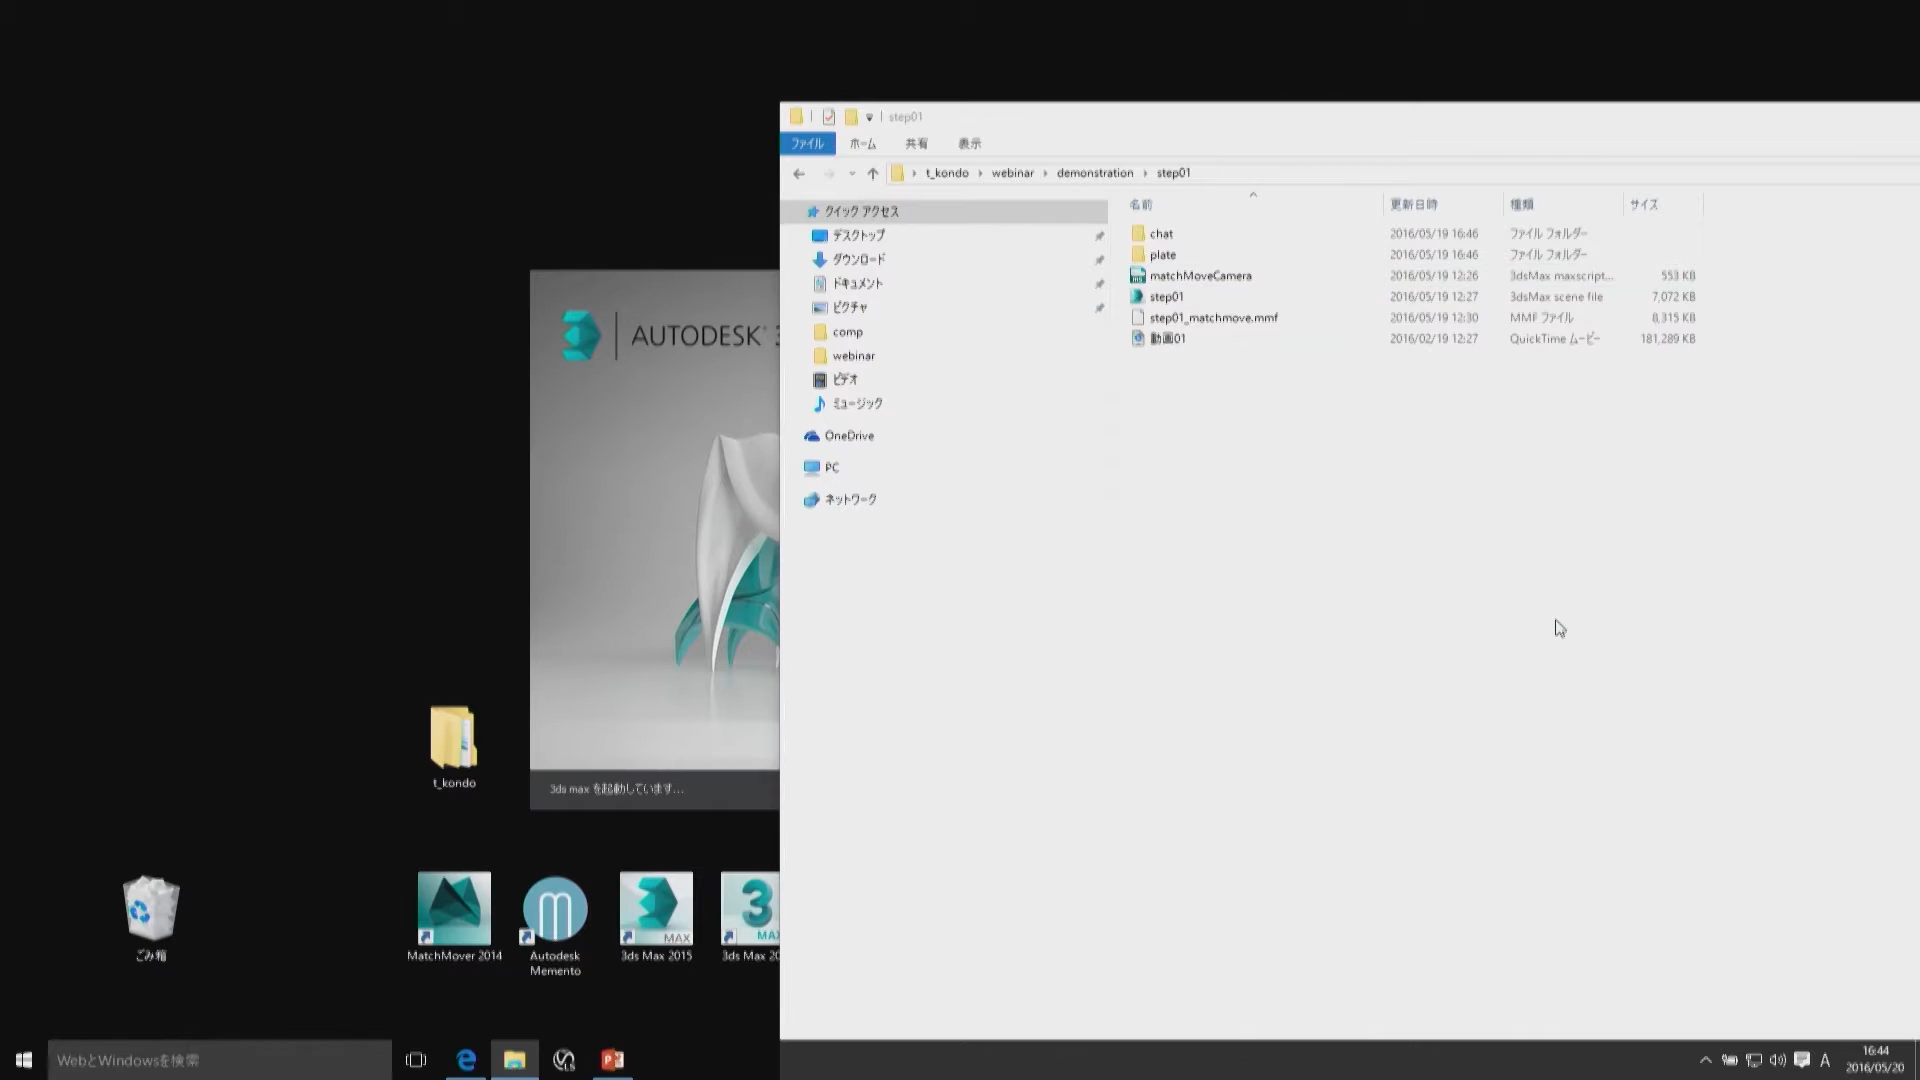 step01
ファイル ホーム 共有 表示
t_kondo › webinar › demonstration › step01
クイック アクセス
デスクトップ
ダウンロード
ドキュメント
ピクチャ
comp
webinar
ビデオ
ミュージック
OneDrive
PC
ネットワーク
名前 更新日時 種類 サイズ
chat 2016/05/19 16:46 ファイル フォルダー
plate 2016/05/19 16:46 ファイル フォルダー
matchMoveCamera 2016/05/19 12:26 3dsMax maxscript... 553 KB
step01 2016/05/19 12:27 3dsMax scene file 7,072 KB
step01_matchmove.mmf 2016/05/19 12:30 MMF ファイル 8,315 KB
動画01 2016/02/19 12:27 QuickTime ムービー 181,289 KB
AUTODESK® 3
3ds max を起動しています...
t_kondo
ごみ箱
MatchMover 2014
Autodesk
Memento
MAX
3ds Max 2015
MAX
3ds Max 20
WebとWindowsを検索
A
16:44
2016/05/20